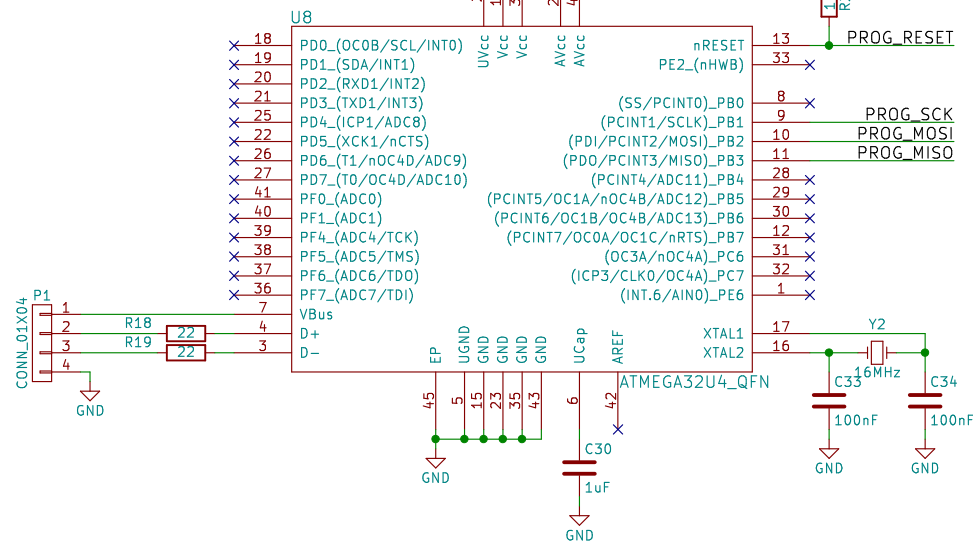 U8
UVcc
Vcc
Vcc
AVcc
AVcc
18 PD0_(OC0B/SCL/INT0)
19 PD1_(SDA/INT1)
20 PD2_(RXD1/INT2)
21 PD3_(TXD1/INT3)
25 PD4_(ICP1/ADC8)
22 PD5_(XCK1/nCTS)
26 PD6_(T1/nOC4D/ADC9)
27 PD7_(T0/OC4D/ADC10)
41 PF0_(ADC0)
40 PF1_(ADC1)
39 PF4_(ADC4/TCK)
38 PF5_(ADC5/TMS)
37 PF6_(ADC6/TDO)
36 PF7_(ADC7/TDI)
7 VBus
4 D+
3 D-
nRESET 13 PROG_RESET
PE2_(nHWB) 33
(SS/PCINT0)_PB0 8
(PCINT1/SCLK)_PB1 9 PROG_SCK
(PDI/PCINT2/MOSI)_PB2 10 PROG_MOSI
(PDO/PCINT3/MISO)_PB3 11 PROG_MISO
(PCINT4/ADC11)_PB4 28
(PCINT5/OC1A/nOC4B/ADC12)_PB5 29
(PCINT6/OC1B/OC4B/ADC13)_PB6 30
(PCINT7/OC0A/OC1C/nRTS)_PB7 12
(OC3A/nOC4A)_PC6 31
(ICP3/CLK0/OC4A)_PC7 32
(INT.6/AIN0)_PE6 1
XTAL1 17
XTAL2 16
P1
CONN_01X04
1
2
3
4
R18
22
R19
22
GND
EP 45
UGND 5
GND 15
GND 23
GND 35
GND 43
UCap 6
AREF 42
ATMEGA32U4_QFN
GND
C30
1uF
GND
Y2
16MHz
C33
100nF
GND
C34
100nF
GND